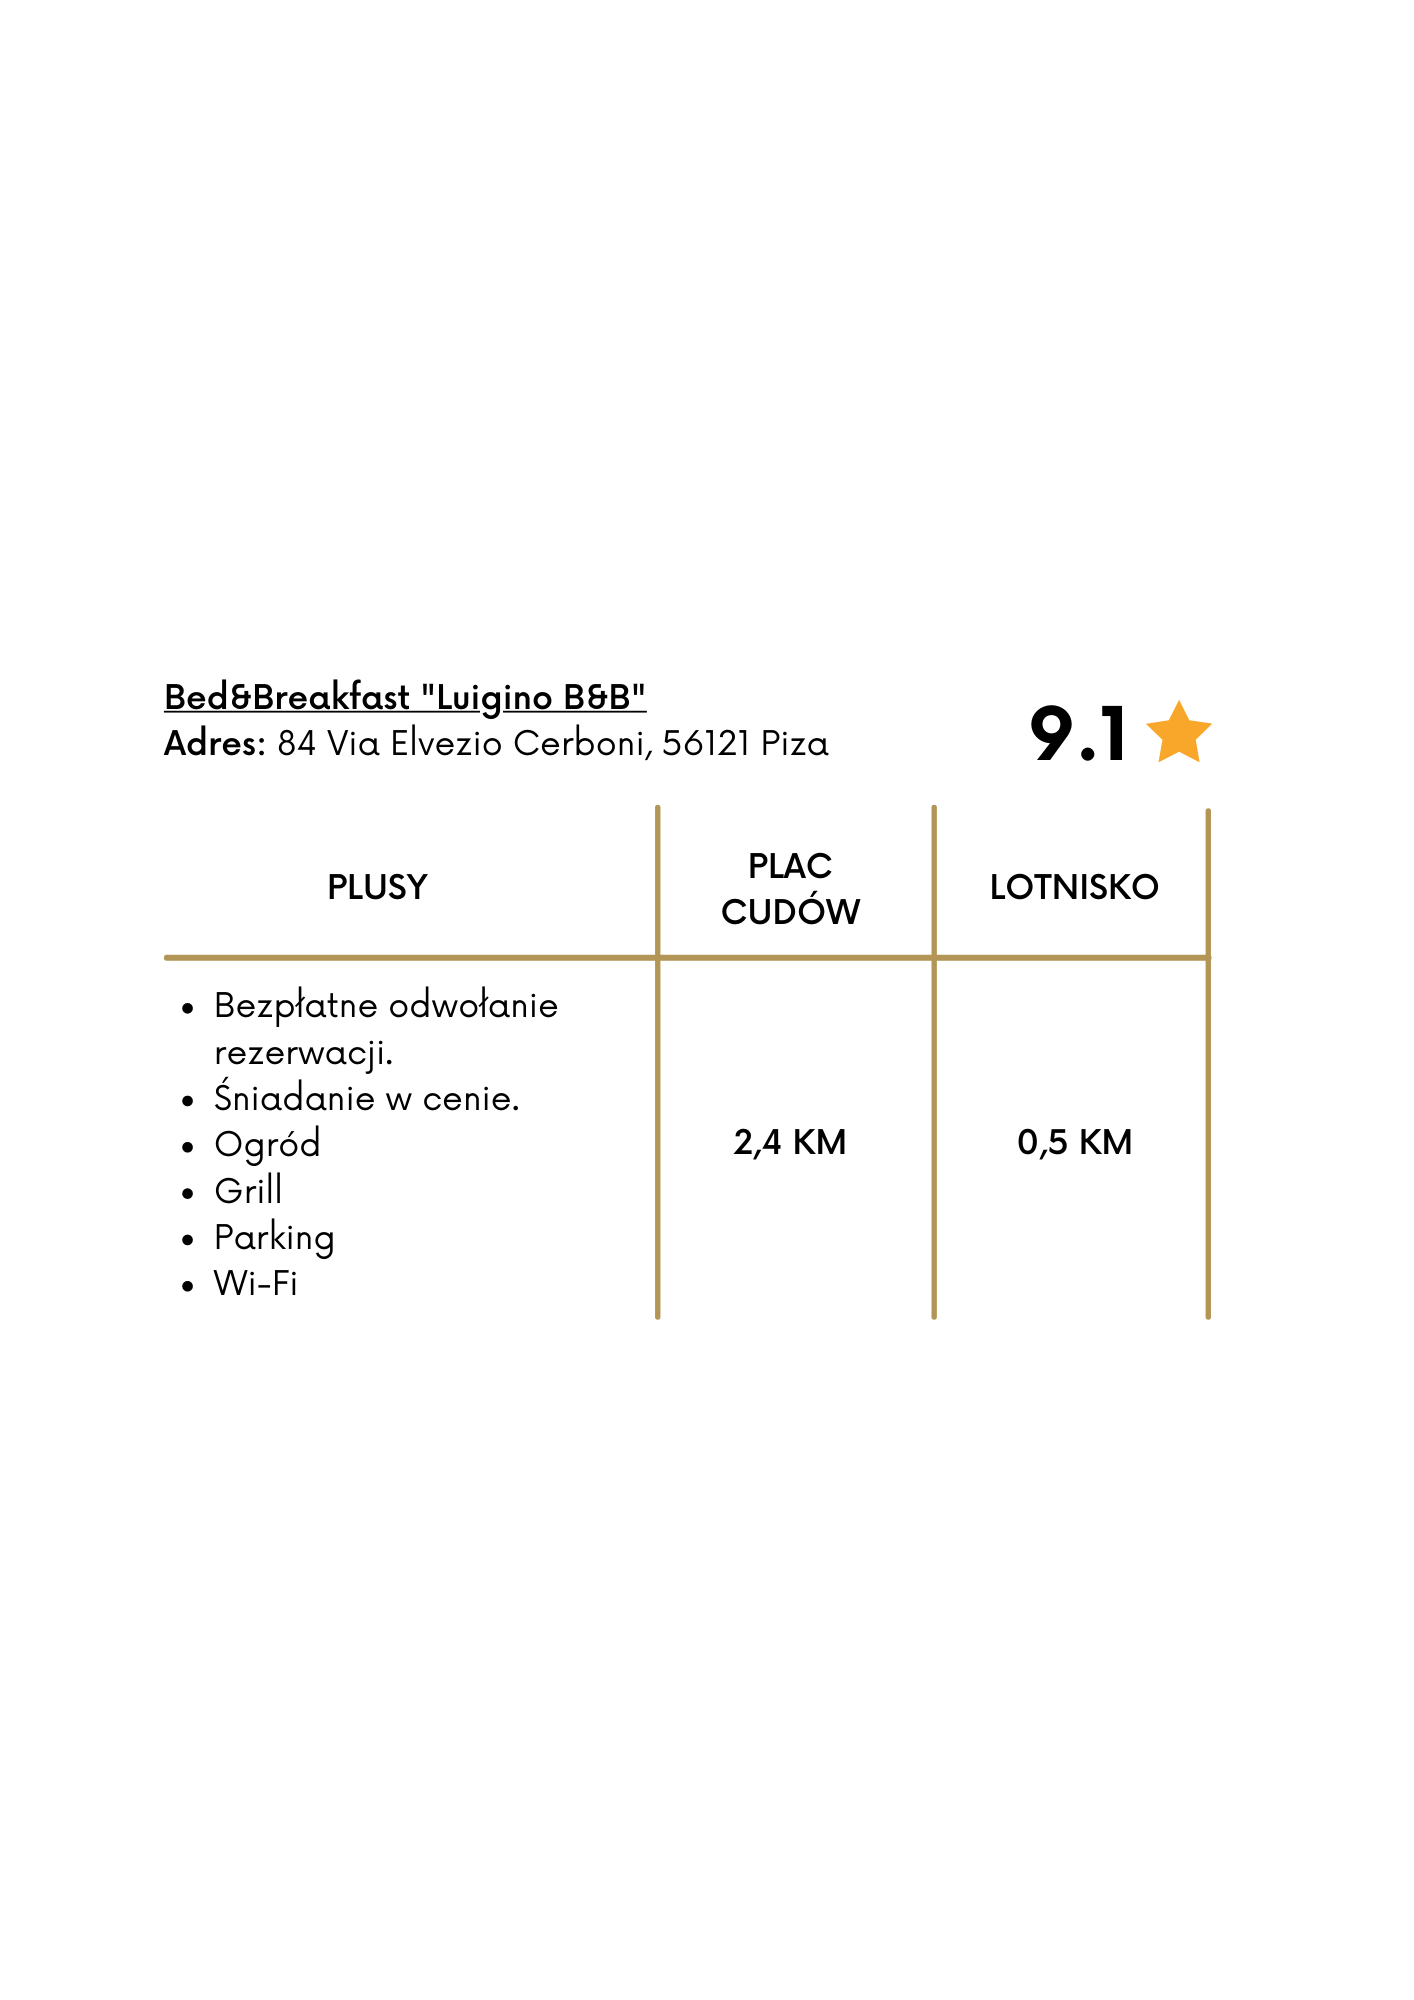 Bed&Breakfast "Luigino B&B"
Adres: 84 Via Elvezio Cerboni, 56121 Piza
9.1
PLUSY
PLAC
CUDÓW
LOTNISKO
• Bezpłatne odwołanie
rezerwacji.
• Śniadanie w cenie.
• Ogród
• Grill
• Parking
• Wi-Fi
2,4 KM
0,5 KM